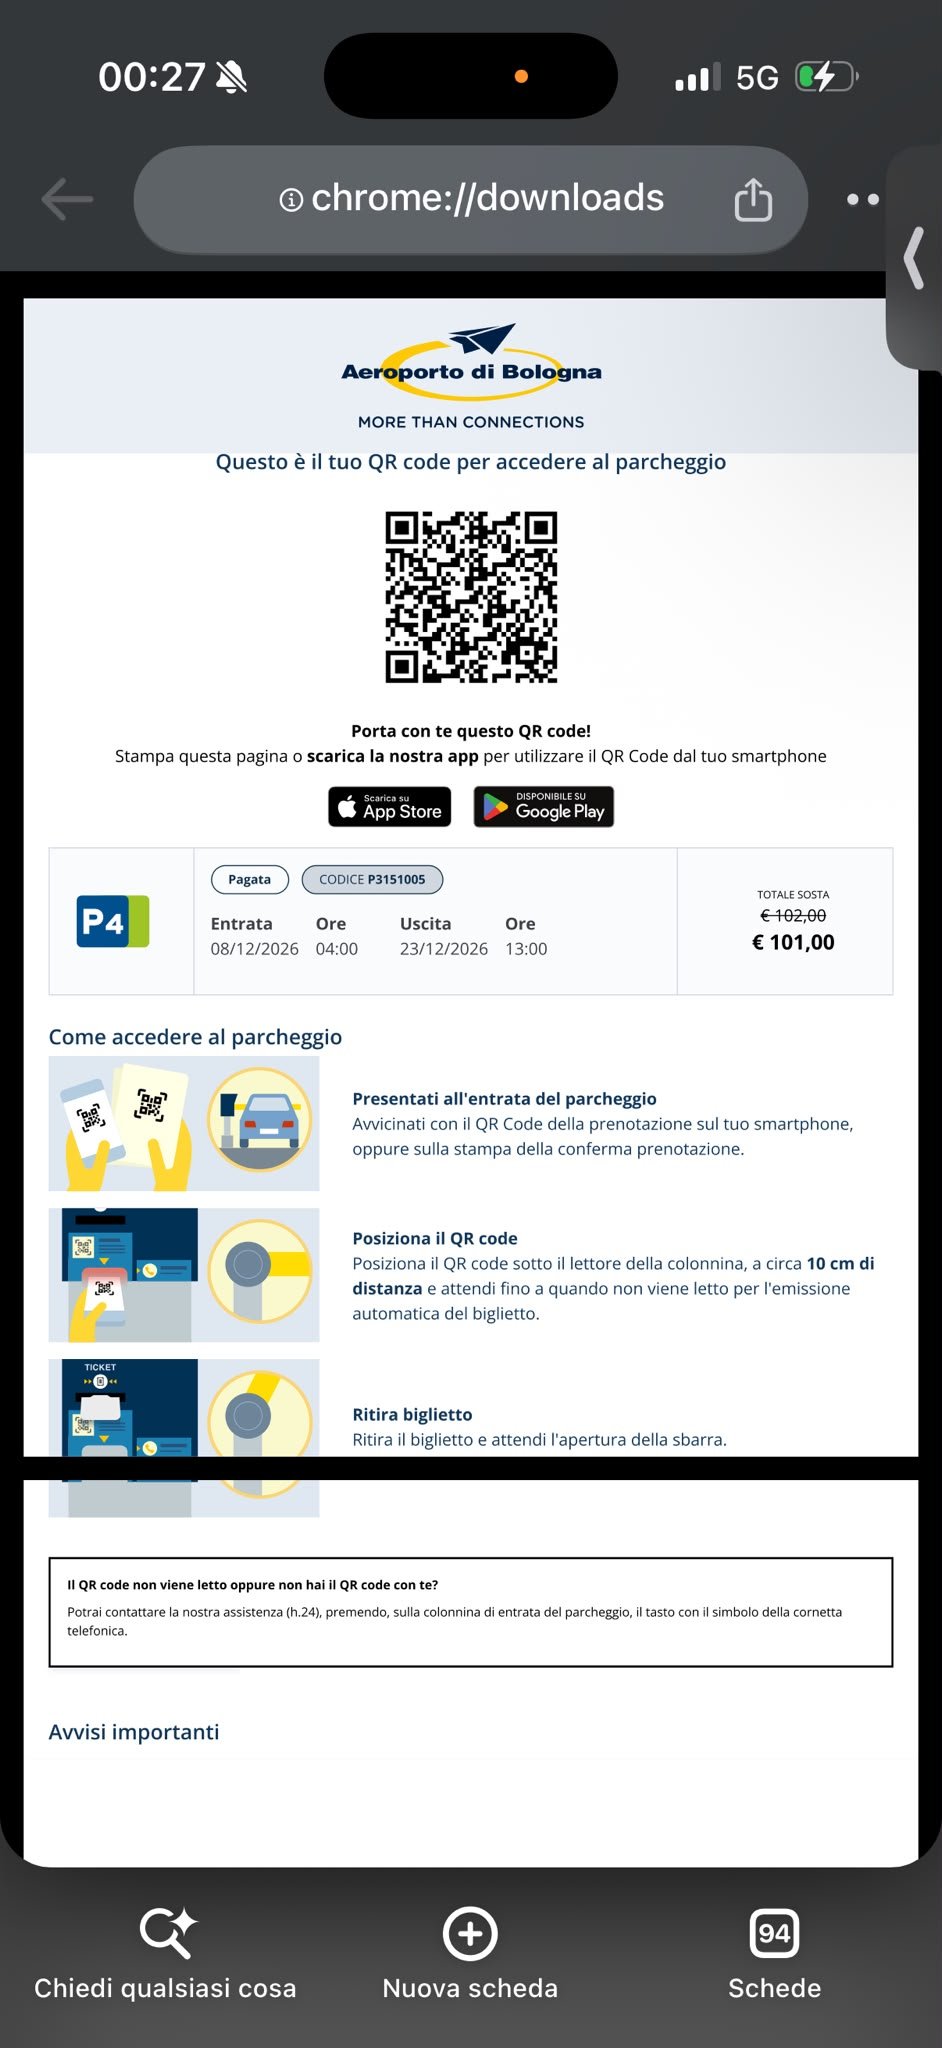 00:27
5G
chrome://downloads
Aeroporto di Bologna
MORE THAN CONNECTIONS
Questo è il tuo QR code per accedere al parcheggio
Porta con te questo QR code!
Stampa questa pagina o scarica la nostra app per utilizzare il QR Code dal tuo smartphone
Scarica su
App Store
DISPONIBILE SU
Google Play
P4
Pagata
CODICE P3151005
Entrata Ore Uscita Ore
08/12/2026 04:00 23/12/2026 13:00
TOTALE SOSTA
€ 102,00
€ 101,00
Come accedere al parcheggio
Presentati all'entrata del parcheggio
Avvicinati con il QR Code della prenotazione sul tuo smartphone,
oppure sulla stampa della conferma prenotazione.
Posiziona il QR code
Posiziona il QR code sotto il lettore della colonnina, a circa 10 cm di
distanza e attendi fino a quando non viene letto per l'emissione
automatica del biglietto.
TICKET
Ritira biglietto
Ritira il biglietto e attendi l'apertura della sbarra.
Il QR code non viene letto oppure non hai il QR code con te?
Potrai contattare la nostra assistenza (h.24), premendo, sulla colonnina di entrata del parcheggio, il tasto con il simbolo della cornetta
telefonica.
Avvisi importanti
94
Chiedi qualsiasi cosa
Nuova scheda
Schede